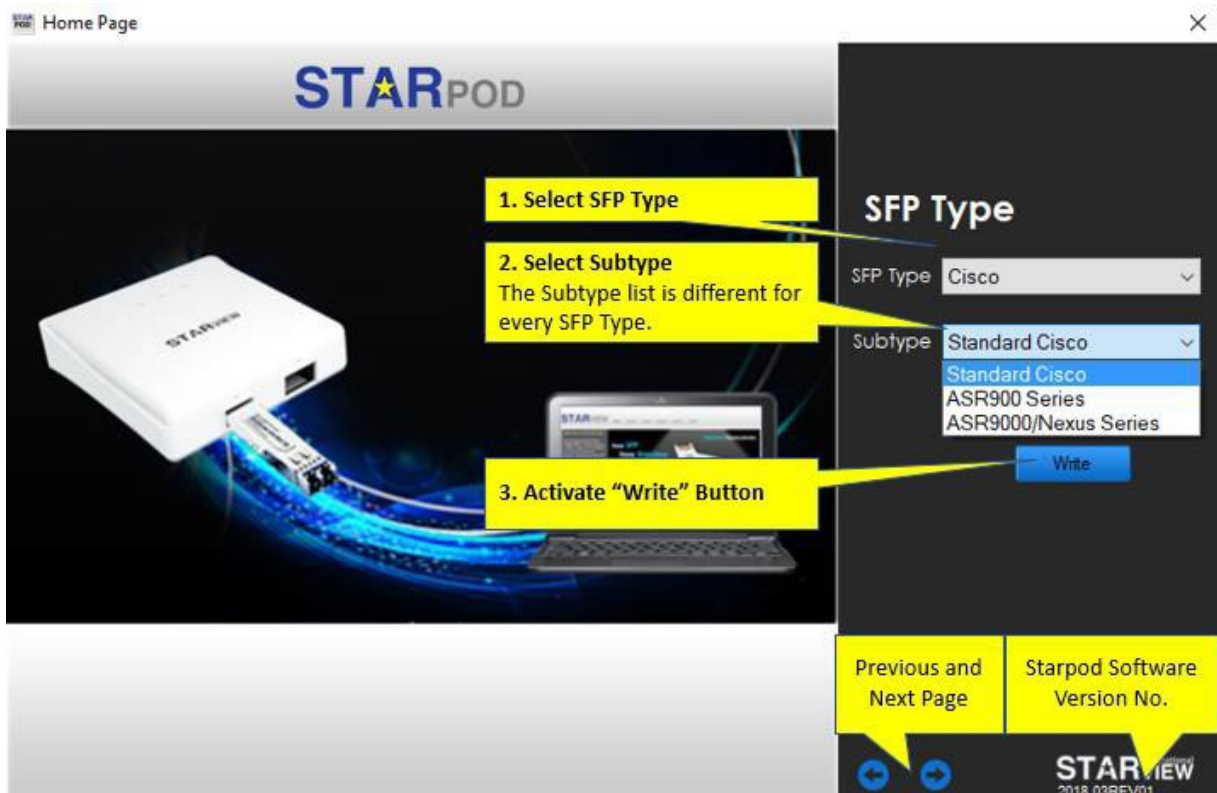 Home Page
STARPOD
1. Select SFP Type
SFP Type
2. Select Subtype
The Subtype list is different for
every SFP Type.
SFP Type Cisco
Subtype Standard Cisco
Standard Cisco
ASR900 Series
ASR9000/Nexus Series
STARVIEW
STARVIEW
3. Activate “Write” Button
Write
Previous and
Next Page
Starpod Software
Version No.
STARVIEW
2018.03REV01